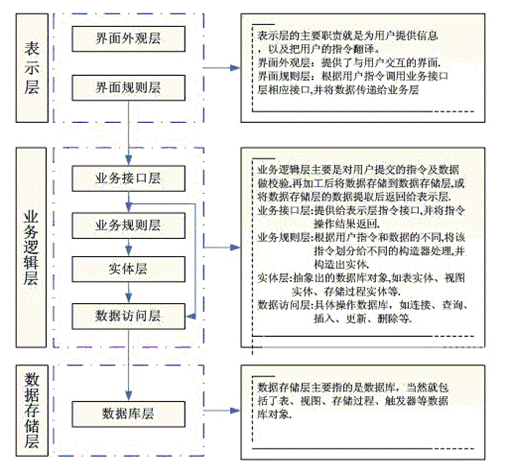 表示层
界面外观层
界面规则层
表示层的主要职责就是为用户提供信息
，以及把用户的指令翻译。
界面外观层：提供了与用户交互的界面.
界面规则层：根据用户指令调用业务接口
层相应接口,并将数据传递给业务层
业务逻辑层
业务接口层
业务规则层
实体层
数据访问层
业务逻辑层主要是对用户提交的指令及数据
做校验,再加工后将数据存储到数据存储层,或
将数据存储层的数据提取后返回给表示层.
业务接口层:提供给表示层指令接口,并将指令
操作结果返回.
业务规则层:根据用户指令和数据的不同,将该
指令划分给不同的构造器处理,并
构造出实体.
实体层:抽象出的数据库对象,如表实体、视图
实体、存储过程实体等.
数据访问层:具体操作数据库，如连接、查询、
插入、更新、删除等.
数据存储层
数据库层
数据存储层主要指的是数据库，当然就包
括了表、视图、存储过程、触发器等数据
库对象.